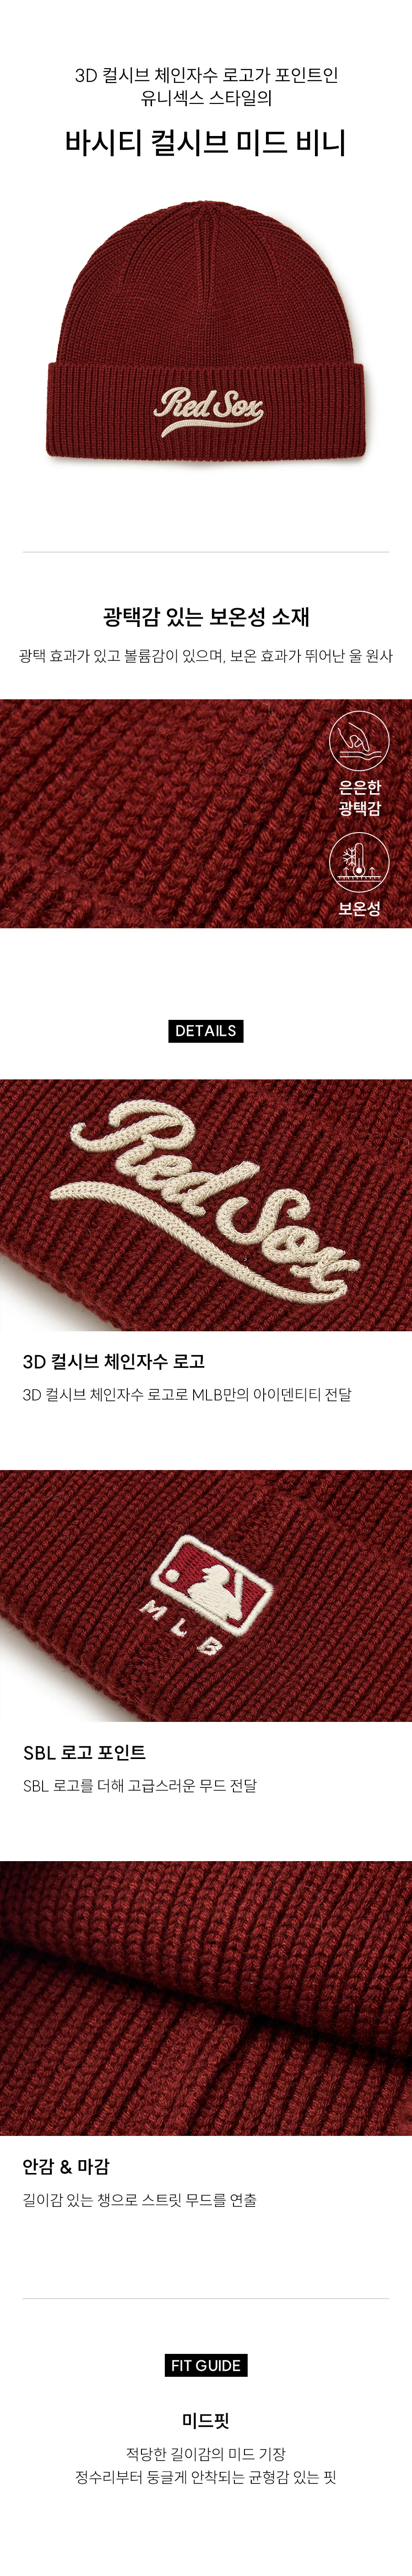 3D 컬시브 체인자수 로고가 포인트인
유니섹스 스타일의
바시티 컬시브 미드 비니
Red Sox
광택감 있는 보온성 소재
광택 효과가 있고 볼륨감이 있으며, 보온 효과가 뛰어난 울 원사
은은한
광택감
보온성
DETAILS
Red Sox
3D 컬시브 체인자수 로고
3D 컬시브 체인자수 로고로 MLB만의 아이덴티티 전달
MLB
SBL 로고 포인트
SBL 로고를 더해 고급스러운 무드 전달
안감 & 마감
길이감 있는 챙으로 스트릿 무드를 연출
FIT GUIDE
미드핏
적당한 길이감의 미드 기장
정수리부터 둥글게 안착되는 균형감 있는 핏